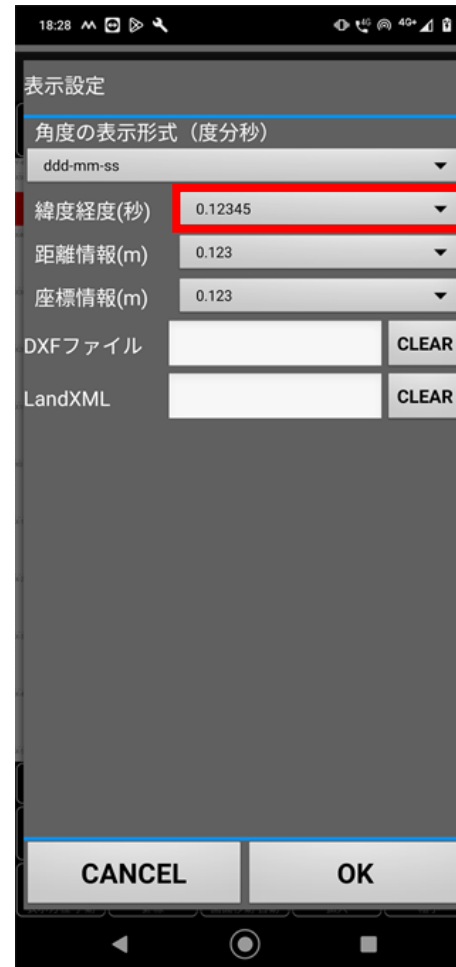 18:28 4G 4G+
表示設定
角度の表示形式（度分秒）
ddd-mm-ss
緯度経度(秒) 0.12345
距離情報(m) 0.123
座標情報(m) 0.123
DXFファイル CLEAR
LandXML CLEAR
CANCEL OK